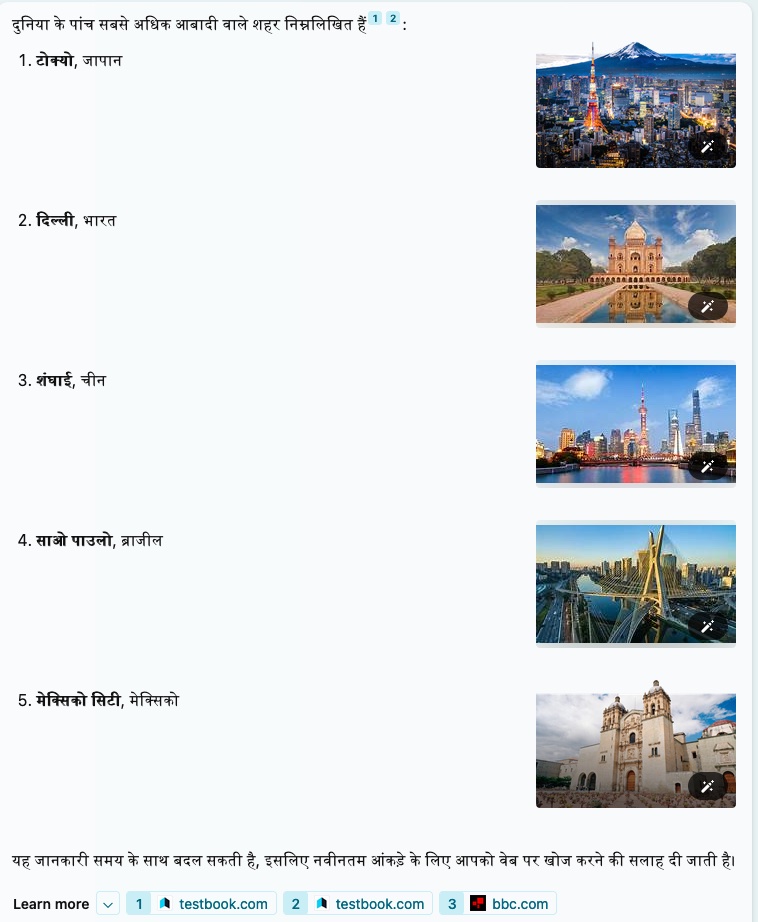 दुनिया के पांच सबसे अधिक आबादी वाले शहर निम्नलिखित हैं 1 2 :
1. टोक्यो, जापान
2. दिल्ली, भारत
3. शंघाई, चीन
4. साओ पाउलो, ब्राजील
5. मेक्सिको सिटी, मेक्सिको
यह जानकारी समय के साथ बदल सकती है, इसलिए नवीनतम आंकड़े के लिए आपको वेब पर खोज करने की सलाह दी जाती है।
Learn more 1 testbook.com 2 testbook.com 3 bbc.com